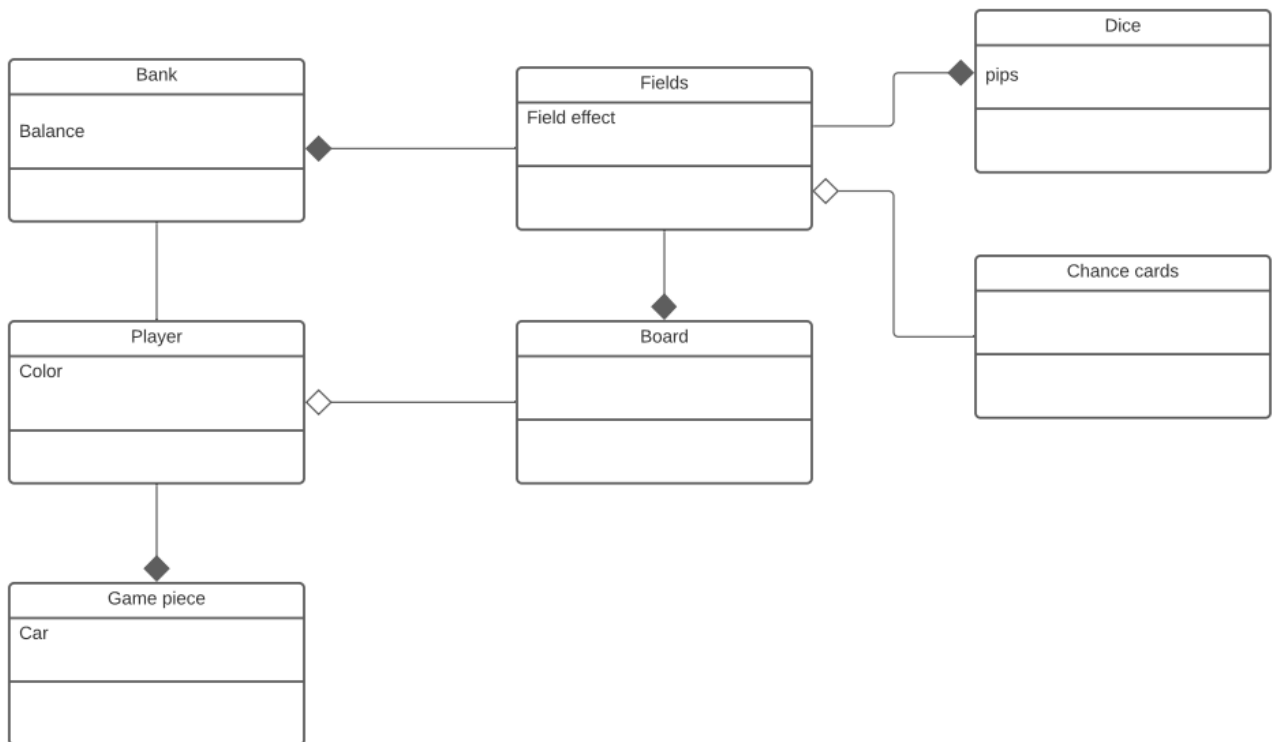 Bank
Balance
Fields
Field effect
Dice
pips
Chance cards
Player
Color
Board
Game piece
Car